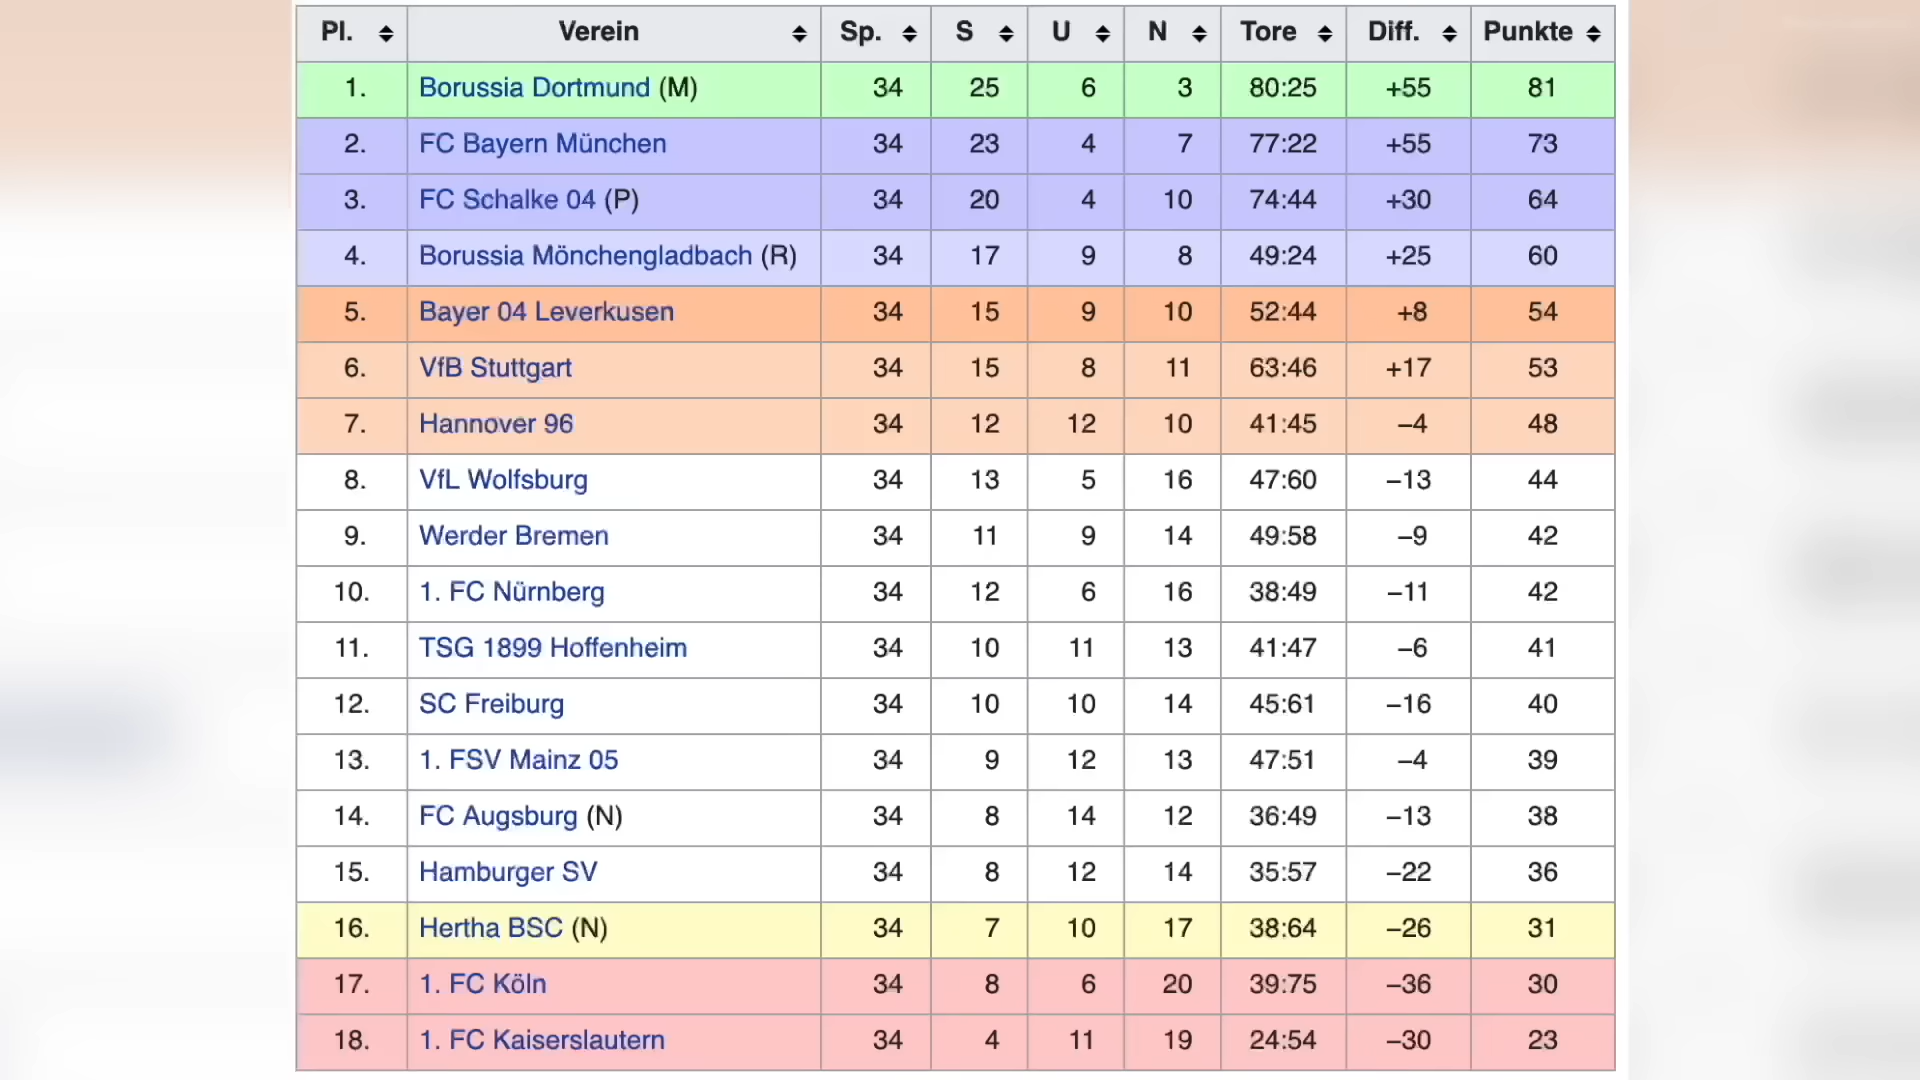 Pl. Verein Sp. S U N Tore Diff. Punkte
1. Borussia Dortmund (M) 34 25 6 3 80:25 +55 81
2. FC Bayern München 34 23 4 7 77:22 +55 73
3. FC Schalke 04 (P) 34 20 4 10 74:44 +30 64
4. Borussia Mönchengladbach (R) 34 17 9 8 49:24 +25 60
5. Bayer 04 Leverkusen 34 15 9 10 52:44 +8 54
6. VfB Stuttgart 34 15 8 11 63:46 +17 53
7. Hannover 96 34 12 12 10 41:45 −4 48
8. VfL Wolfsburg 34 13 5 16 47:60 −13 44
9. Werder Bremen 34 11 9 14 49:58 −9 42
10. 1. FC Nürnberg 34 12 6 16 38:49 −11 42
11. TSG 1899 Hoffenheim 34 10 11 13 41:47 −6 41
12. SC Freiburg 34 10 10 14 45:61 −16 40
13. 1. FSV Mainz 05 34 9 12 13 47:51 −4 39
14. FC Augsburg (N) 34 8 14 12 36:49 −13 38
15. Hamburger SV 34 8 12 14 35:57 −22 36
16. Hertha BSC (N) 34 7 10 17 38:64 −26 31
17. 1. FC Köln 34 8 6 20 39:75 −36 30
18. 1. FC Kaiserslautern 34 4 11 19 24:54 −30 23